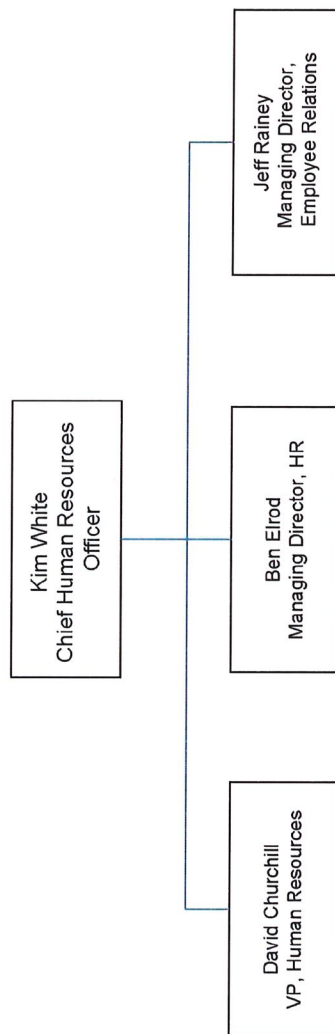 Kim White
Chief Human Resources
Officer
David Churchill
VP, Human Resources
Ben Elrod
Managing Director, HR
Jeff Rainey
Managing Director,
Employee Relations